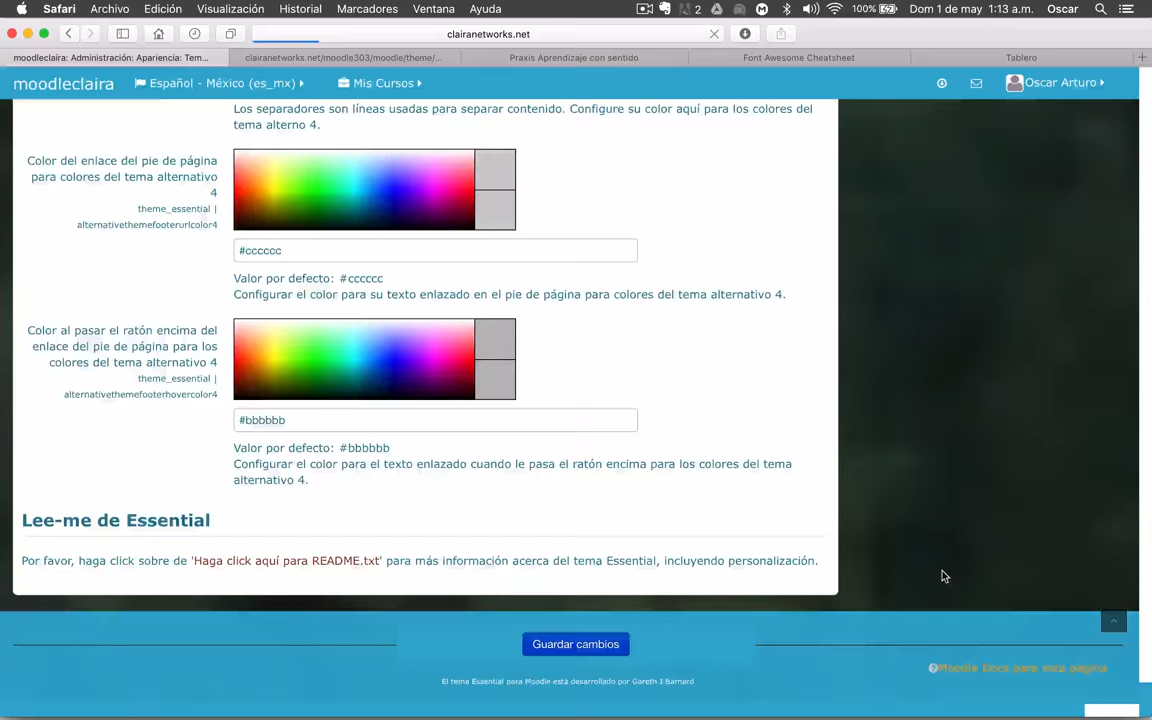 Safari Archivo Edición Visualización Historial Marcadores Ventana Ayuda 2 100% Dom 1 de may 1:13 a.m. Oscar
clairanetworks.net
moodleclaira: Administración: Apariencia: Tem... clairanetworks.net/moodle303/moodle/theme/... Praxis Aprendizaje con sentido Font Awesome Cheatsheet Tablero
moodleclaira Español - México (es_mx) Mis Cursos Oscar Arturo
Los separadores son líneas usadas para separar contenido. Configure su color aquí para los colores del
tema alterno 4.
Color del enlace del pie de página
para colores del tema alternativo
4
theme_essential |
alternativethemefooterurlcolor4
#cccccc
Valor por defecto: #cccccc
Configurar el color para su texto enlazado en el pie de página para colores del tema alternativo 4.
Color al pasar el ratón encima del
enlace del pie de página para los
colores del tema alternativo 4
theme_essential |
alternativethemefooterhovercolor4
#bbbbbb
Valor por defecto: #bbbbbb
Configurar el color para el texto enlazado cuando le pasa el ratón encima para los colores del tema
alternativo 4.
Lee-me de Essential
Por favor, haga click sobre de 'Haga click aquí para README.txt' para más información acerca del tema Essential, incluyendo personalización.
Guardar cambios
Moodle Docs para esta página
El tema Essential para Moodle está desarrollado por Gareth J Barnard